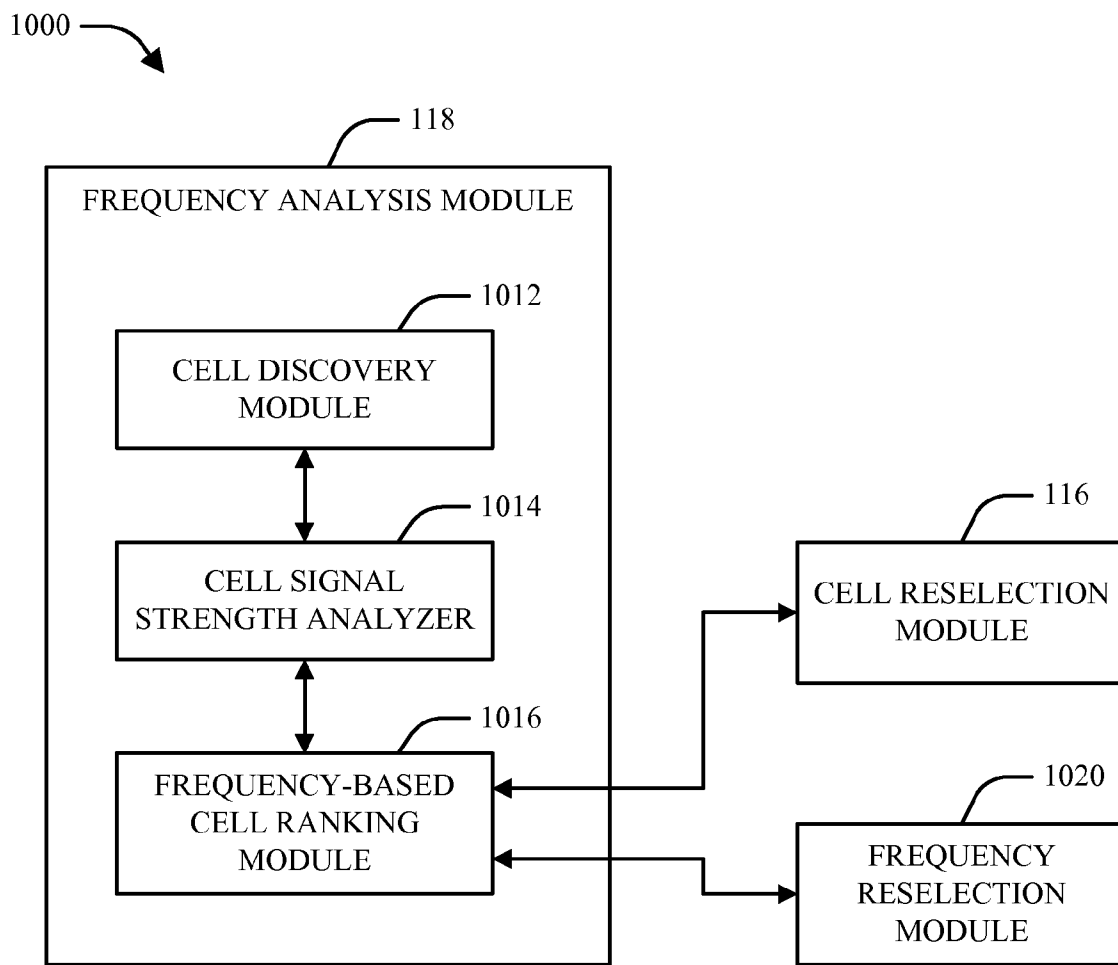 1000
118
FREQUENCY ANALYSIS MODULE
1012
CELL DISCOVERY
MODULE
1014
CELL SIGNAL
STRENGTH ANALYZER
116
CELL RESELECTION
MODULE
1016
FREQUENCY-BASED
CELL RANKING
MODULE
1020
FREQUENCY
RESELECTION
MODULE